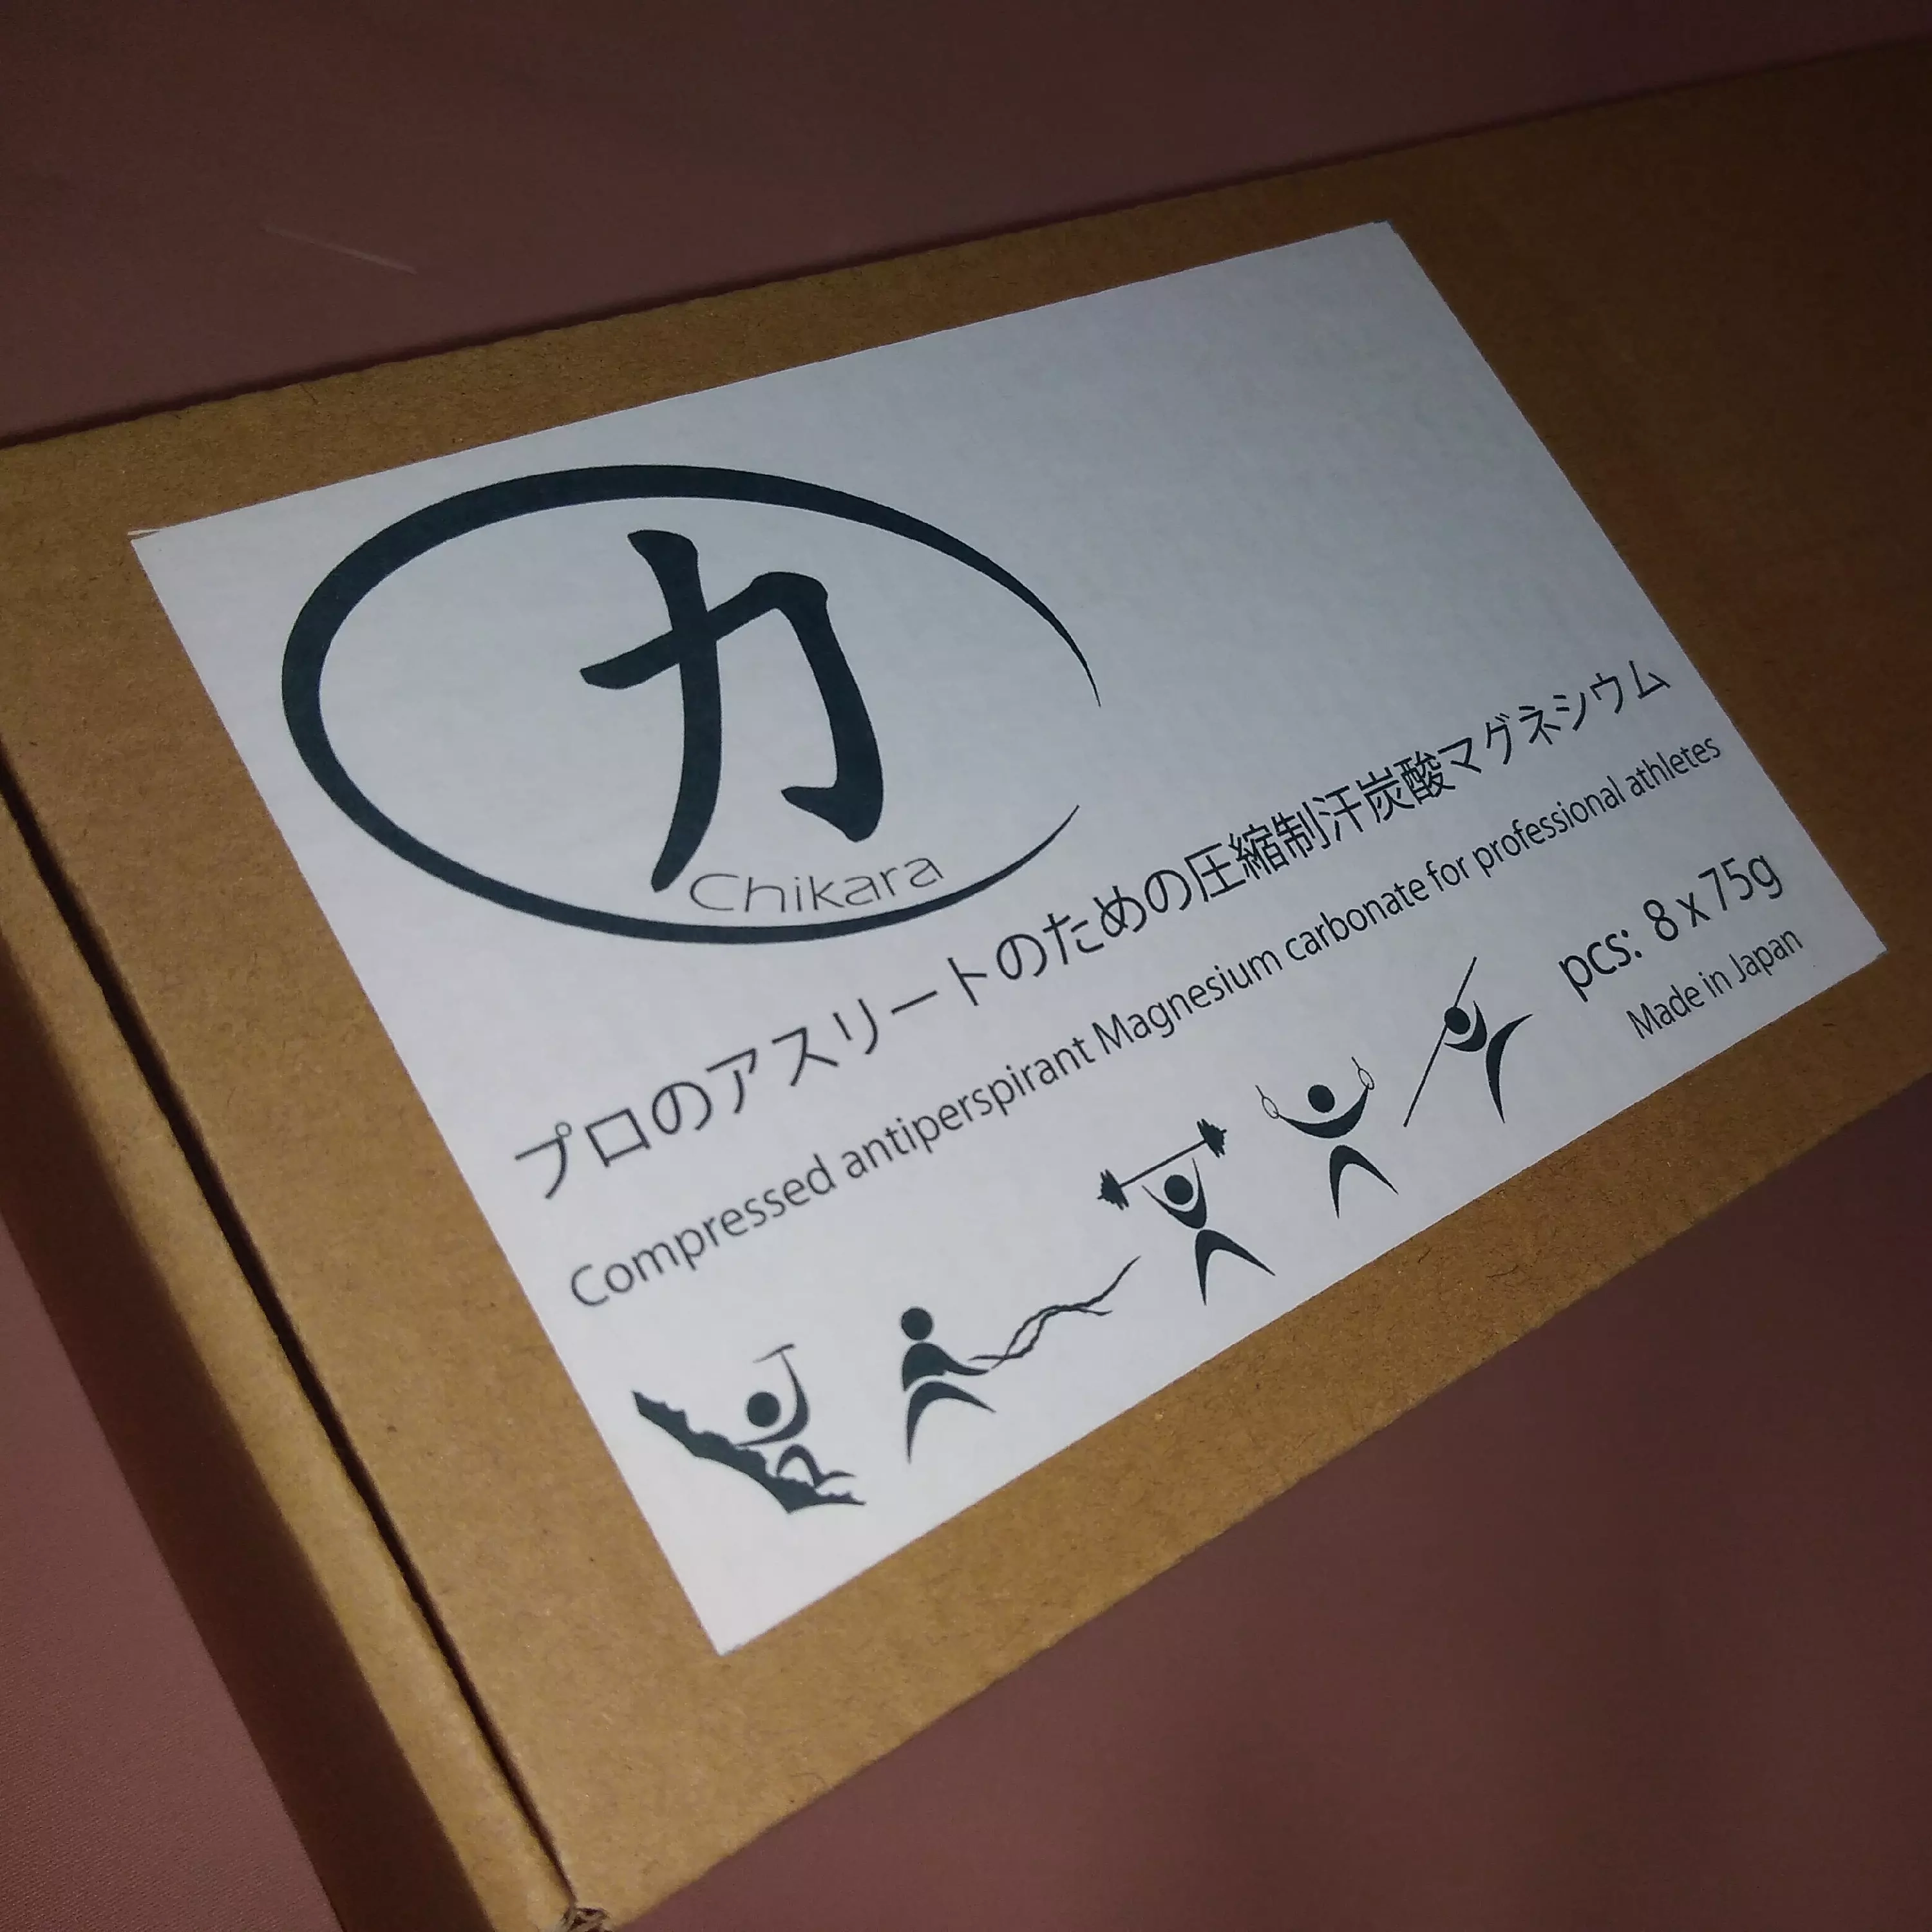 力
Chikara
プロのアスリートのための圧縮制汗炭酸マグネシウム
Compressed antiperspirant Magnesium carbonate for professional athletes
pcs: 8 x 75g
Made in Japan